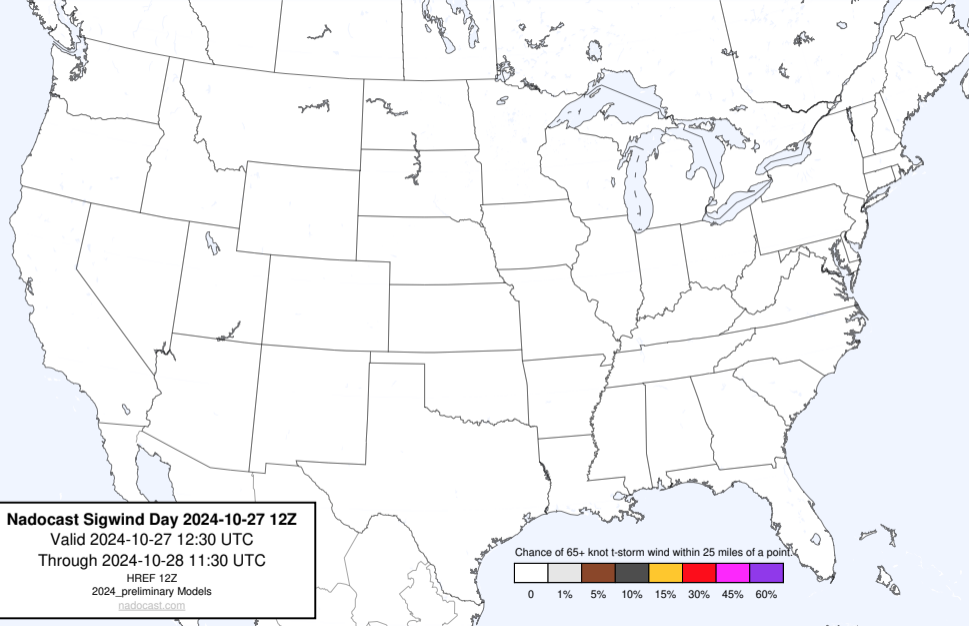 Nadocast Sigwind Day 2024-10-27 12Z
Valid 2024-10-27 12:30 UTC
Through 2024-10-28 11:30 UTC
HREF 12Z
2024_preliminary Models
nadocast.com
Chance of 65+ knot t-storm wind within 25 miles of a point.
0 1% 5% 10% 15% 30% 45% 60%